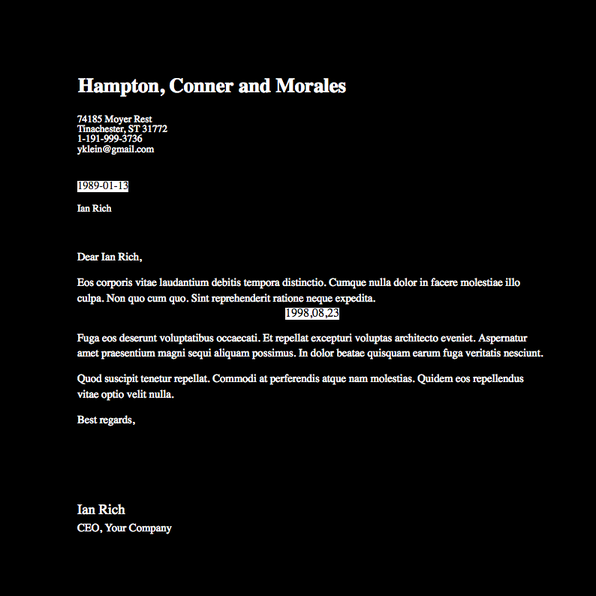 Hampton, Conner and Morales
74185 Moyer Rest
Tinachester, ST 31772
1-191-999-3736
yklein@gmail.com
1989-01-13
Ian Rich
Dear Ian Rich,
Eos corporis vitae laudantium debitis tempora distinctio. Cumque nulla dolor in facere molestiae illo
culpa. Non quo cum quo. Sint reprehenderit ratione neque expedita.
1998,08,23
Fuga eos deserunt voluptatibus occaecati. Et repellat excepturi voluptas architecto eveniet. Aspernatur
amet praesentium magni sequi aliquam possimus. In dolor beatae quisquam earum fuga veritatis nesciunt.
Quod suscipit tenetur repellat. Commodi at perferendis atque nam molestias. Quidem eos repellendus
vitae optio velit nulla.
Best regards,
Ian Rich
CEO, Your Company